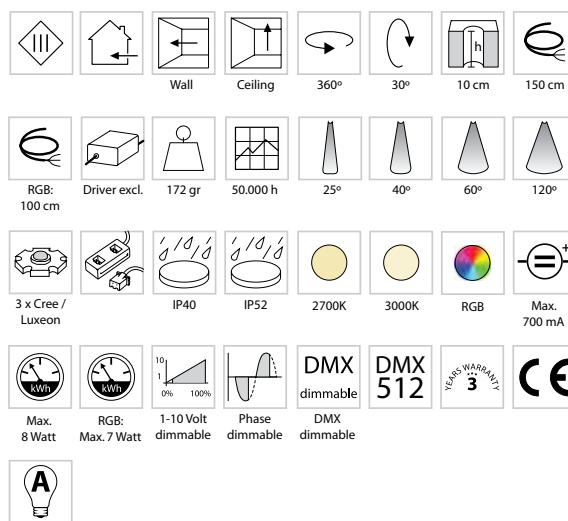 III
h
Wall
Ceiling
360º
30º
10 cm
150 cm
RGB:
100 cm
Driver excl.
172 gr
50.000 h
25º
40º
60º
120º
+
3 x Cree /
Luxeon
IP40
IP52
2700K
3000K
RGB
Max.
700 mA
kWh
kWh
10
1
0%
100%
DMX
dimmable
DMX
512
YEARS WARRANTY
3
CE
Max.
8 Watt
RGB:
Max. 7 Watt
1-10 Volt
dimmable
Phase
dimmable
DMX
dimmable
A